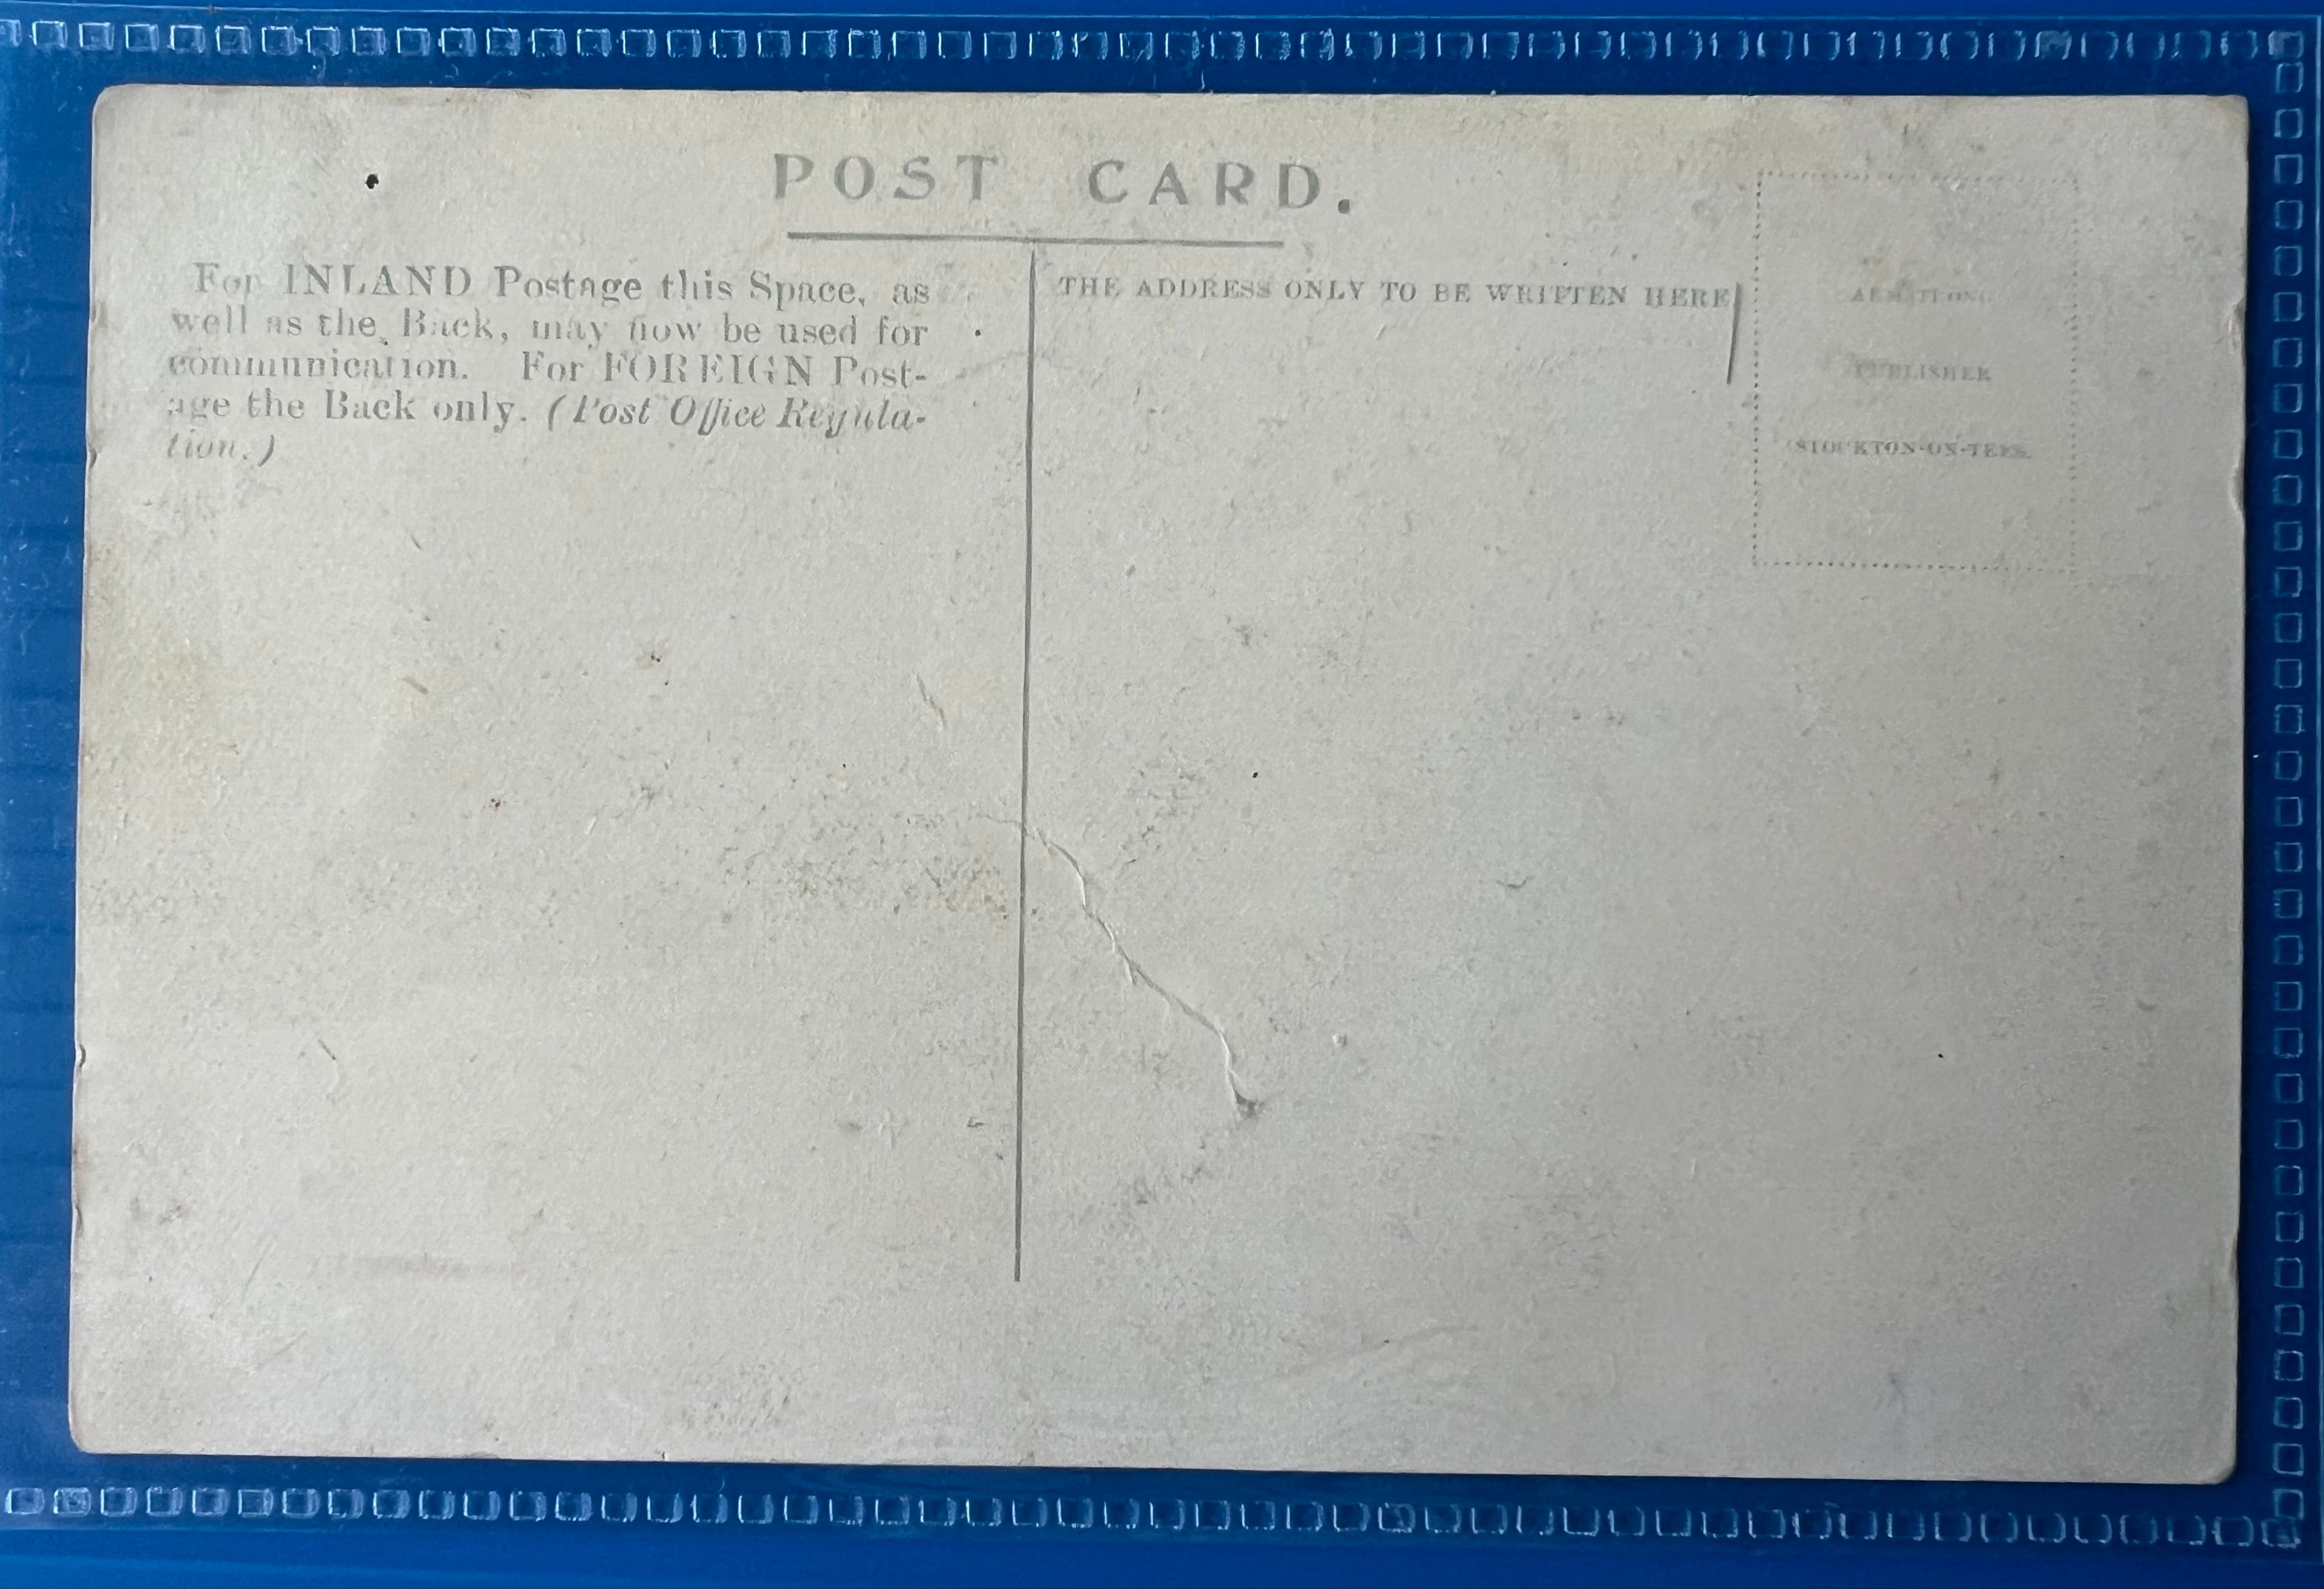 POST CARD.
For INLAND Postage this Space, as
well as the Back, may now be used for
communication. For FOREIGN Post-
age the Back only. (Post Office Regula-
tion.)
THE ADDRESS ONLY TO BE WRITTEN HERE
ARMSTRONG
PUBLISHER
STOCKTON-ON-TEES.